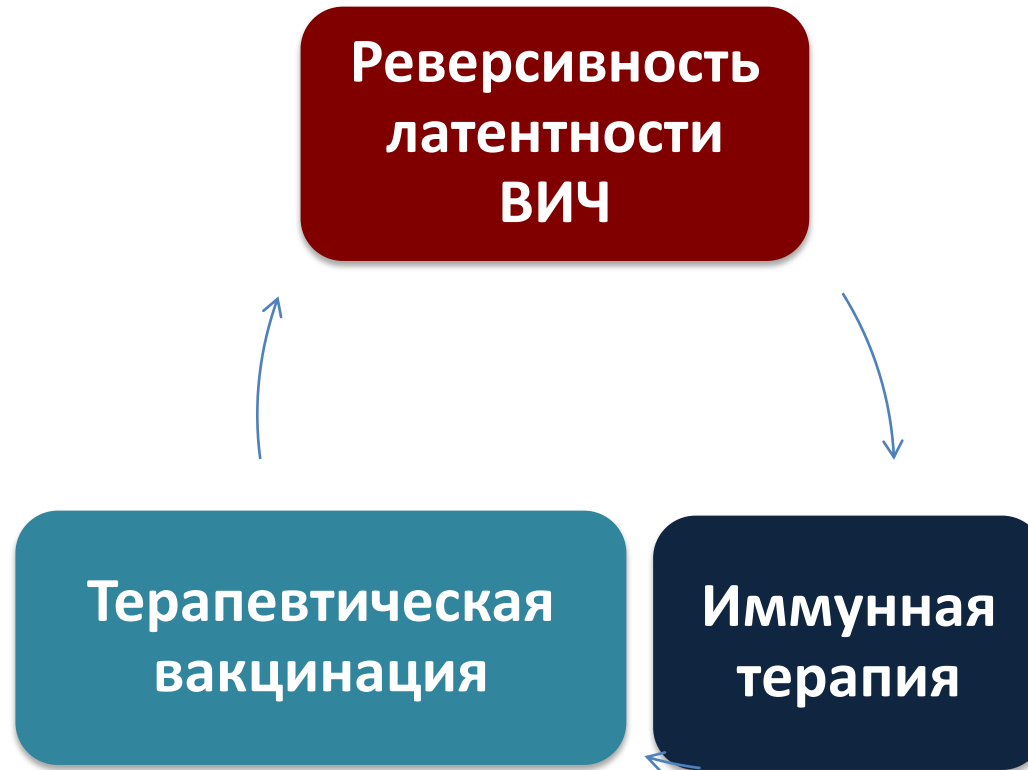 Реверсивность
латентности
ВИЧ
Терапевтическая
вакцинация
Иммунная
терапия